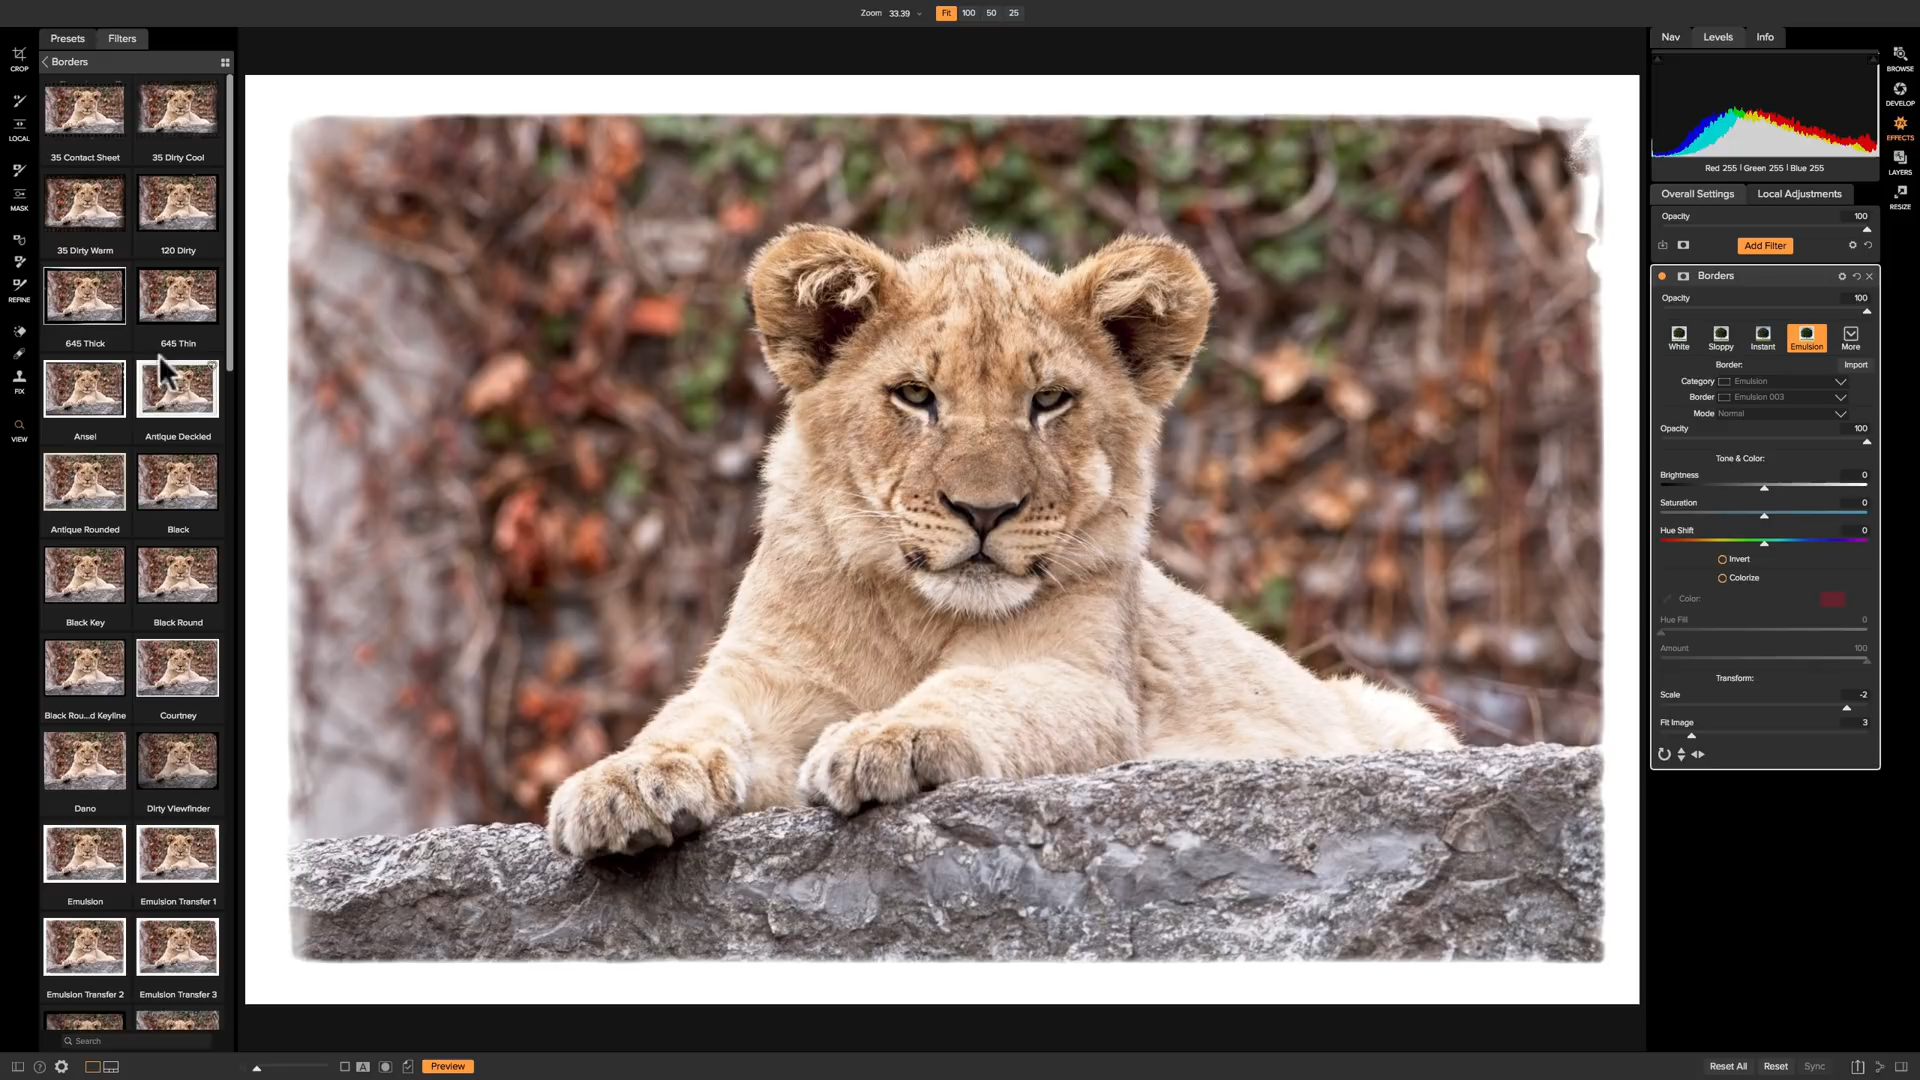 Zoom 33.39 Fit 100 50 25
Presets Filters
Borders
CROP
LOCAL
MASK
REFINE
FIX
VIEW
35 Contact Sheet 35 Dirty Cool
35 Dirty Warm 120 Dirty
645 Thick 645 Thin
Ansel Antique Deckled
Antique Rounded Black
Black Key Black Round
Black Rou...d Keyline Courtney
Dano Dirty Viewfinder
Emulsion Emulsion Transfer 1
Emulsion Transfer 2 Emulsion Transfer 3
Search
Preview
Nav Levels Info
Red 255 | Green 255 | Blue 255
BROWSE
DEVELOP
EFFECTS
LAYERS
RESIZE
Overall Settings Local Adjustments
Opacity 100
Add Filter
Borders
Opacity 100
White Sloppy Instant Emulsion More
Border: Import
Category Emulsion
Border Emulsion 003
Mode Normal
Opacity 100
Tone & Color:
Brightness 0
Saturation 0
Hue Shift 0
Invert
Colorize
Color:
Hue Fill 0
Amount 100
Transform:
Scale -2
Fit Image 3
Reset All Reset Sync